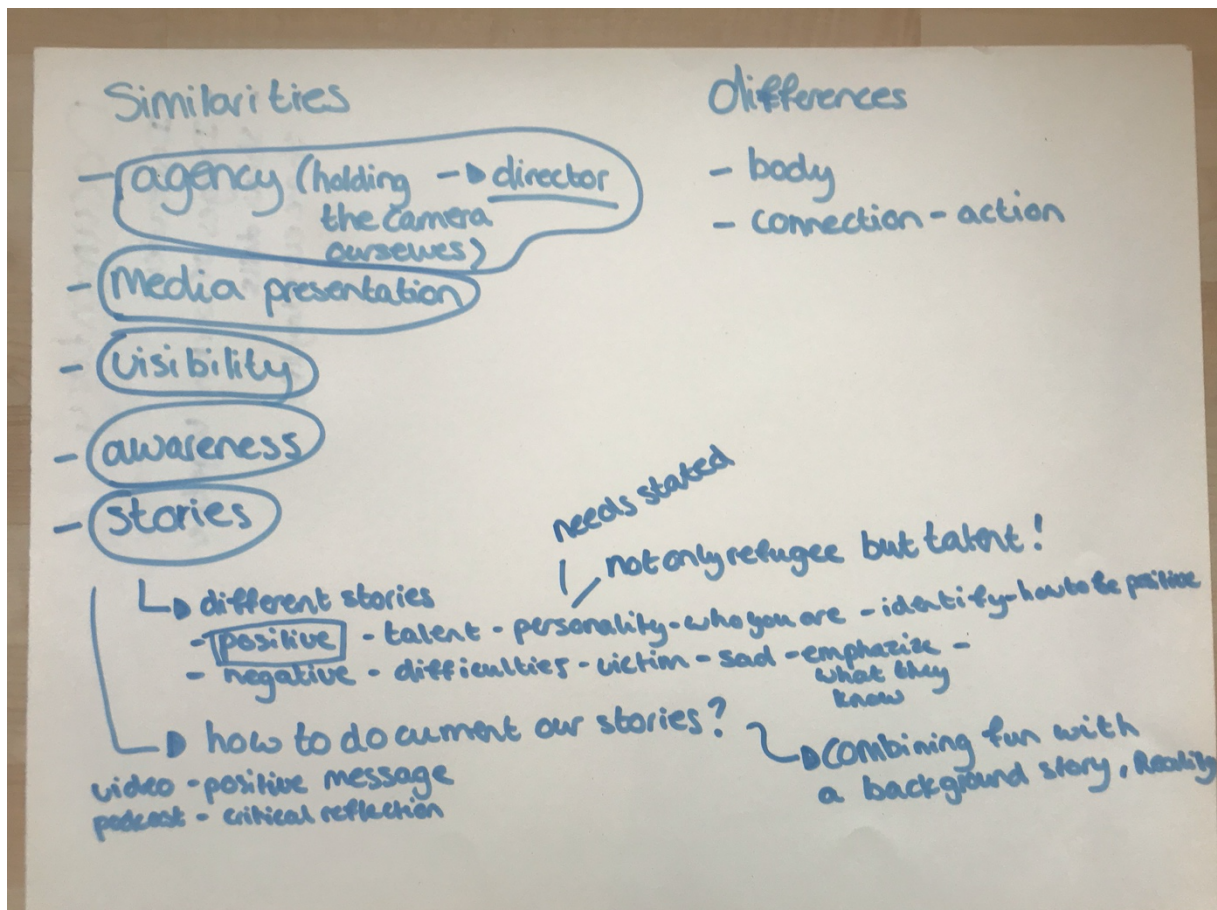 Similarities
- agency (holding → director
the camera
ourselves)
- Media presentation
- visibility
- awareness
- stories
differences
- body
- connection - action
needs stated
not only refugee but talent!
↳ different stories
- positive - talent - personality - who you are - identify - how to be positive
- negative - difficulties - victim - sad - emphazize -
what they
know
→ how to document our stories?
video - positive message
podcast - critical reflection
→ combining fun with
a background story, Reality